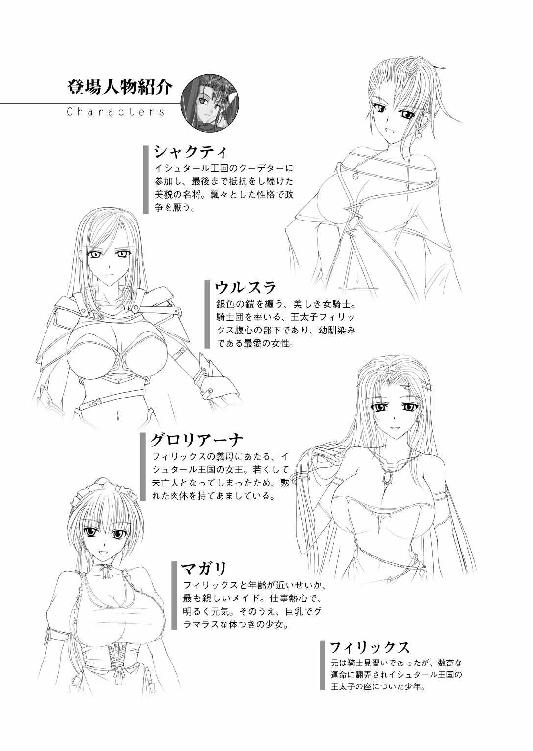 登場人物紹介
Characters
シャクティ
イシュタール王国のクーデターに
参加し、最後まで抵抗をし続けた
美貌の名将。飄々とした性格で政
争を厭う。
ウルスラ
銀色の鎧を纏う、美しき女騎士。
騎士団を率いる、王太子フィリッ
クス腹心の部下であり、幼馴染み
である最愛の女性。
グロリアーナ
フィリックスの義母にあたる、イ
シュタール王国の女王。若くして
未亡人となってしまったため、熟
れた肉体を持てあましている。
マガリ
フィリックスと年齢が近いせいか、
最も親しいメイド。仕事熱心で、
明るく元気。そのうえ、巨乳でグ
ラマラスな体つきの少女。
フィリックス
元は騎士見習いであったが、数奇な
運命に翻弄されイシュタール王国の
王太子の座についた少年。